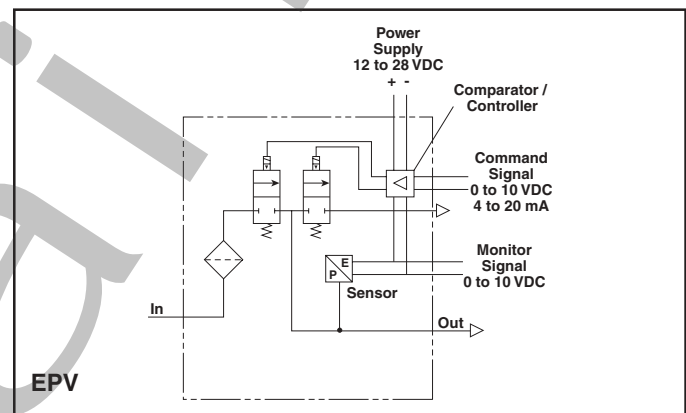 Power
Supply
12 to 28 VDC
+ -
Comparator /
Controller
Command
Signal
0 to 10 VDC
4 to 20 mA
E
P
Sensor
Monitor
Signal
0 to 10 VDC
In
Out
EPV